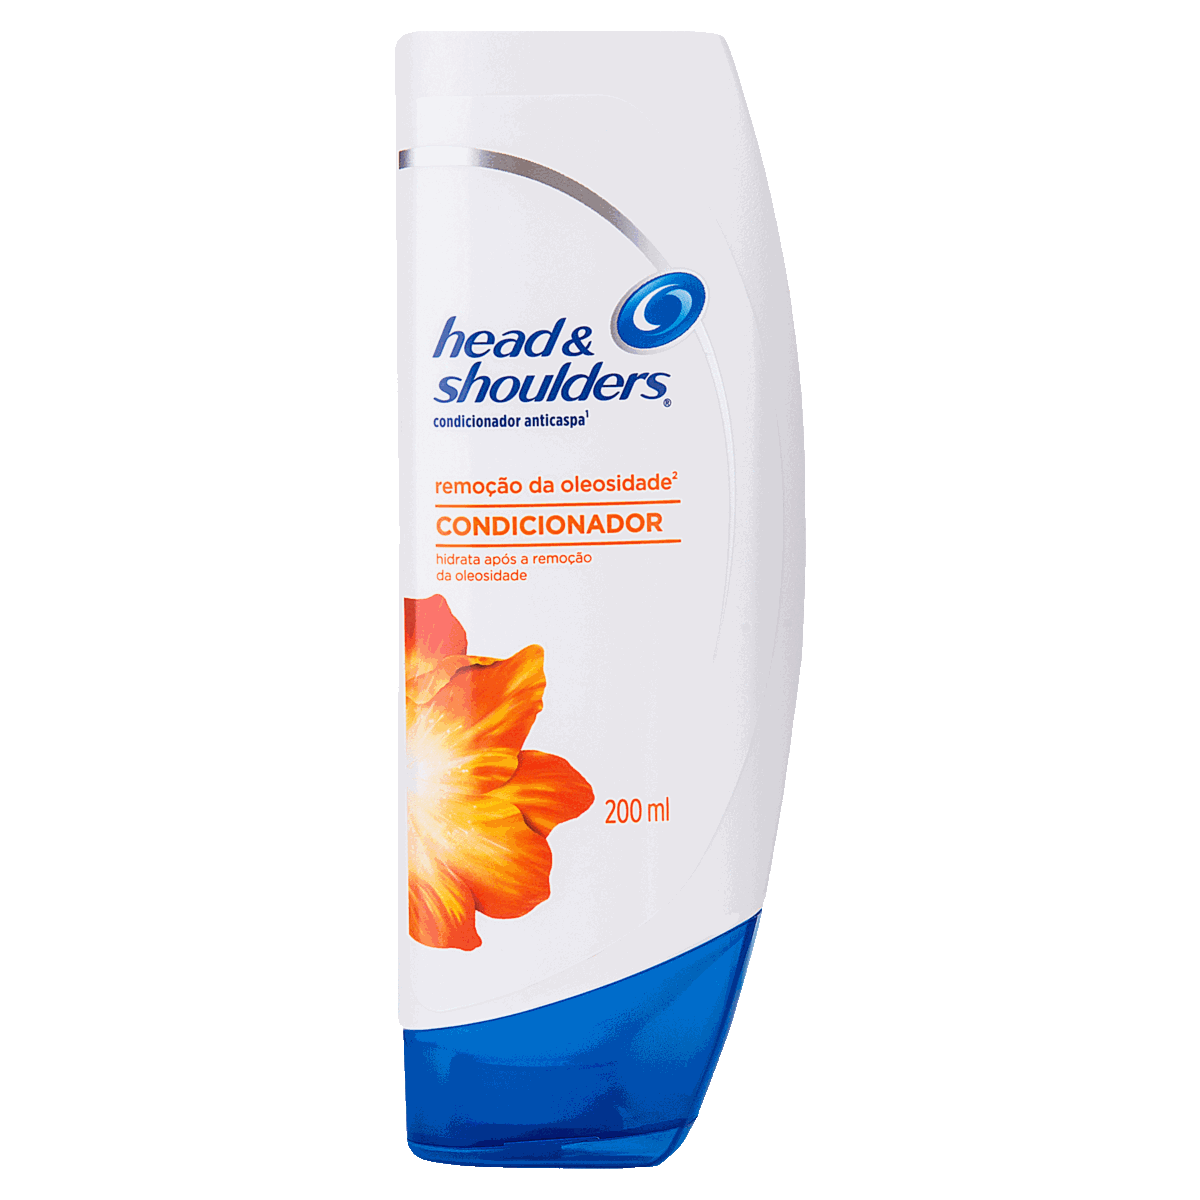 head &
shoulders®
condicionador anticaspa¹
remoção da oleosidade²
CONDICIONADOR
hidrata após a remoção
da oleosidade
200 ml